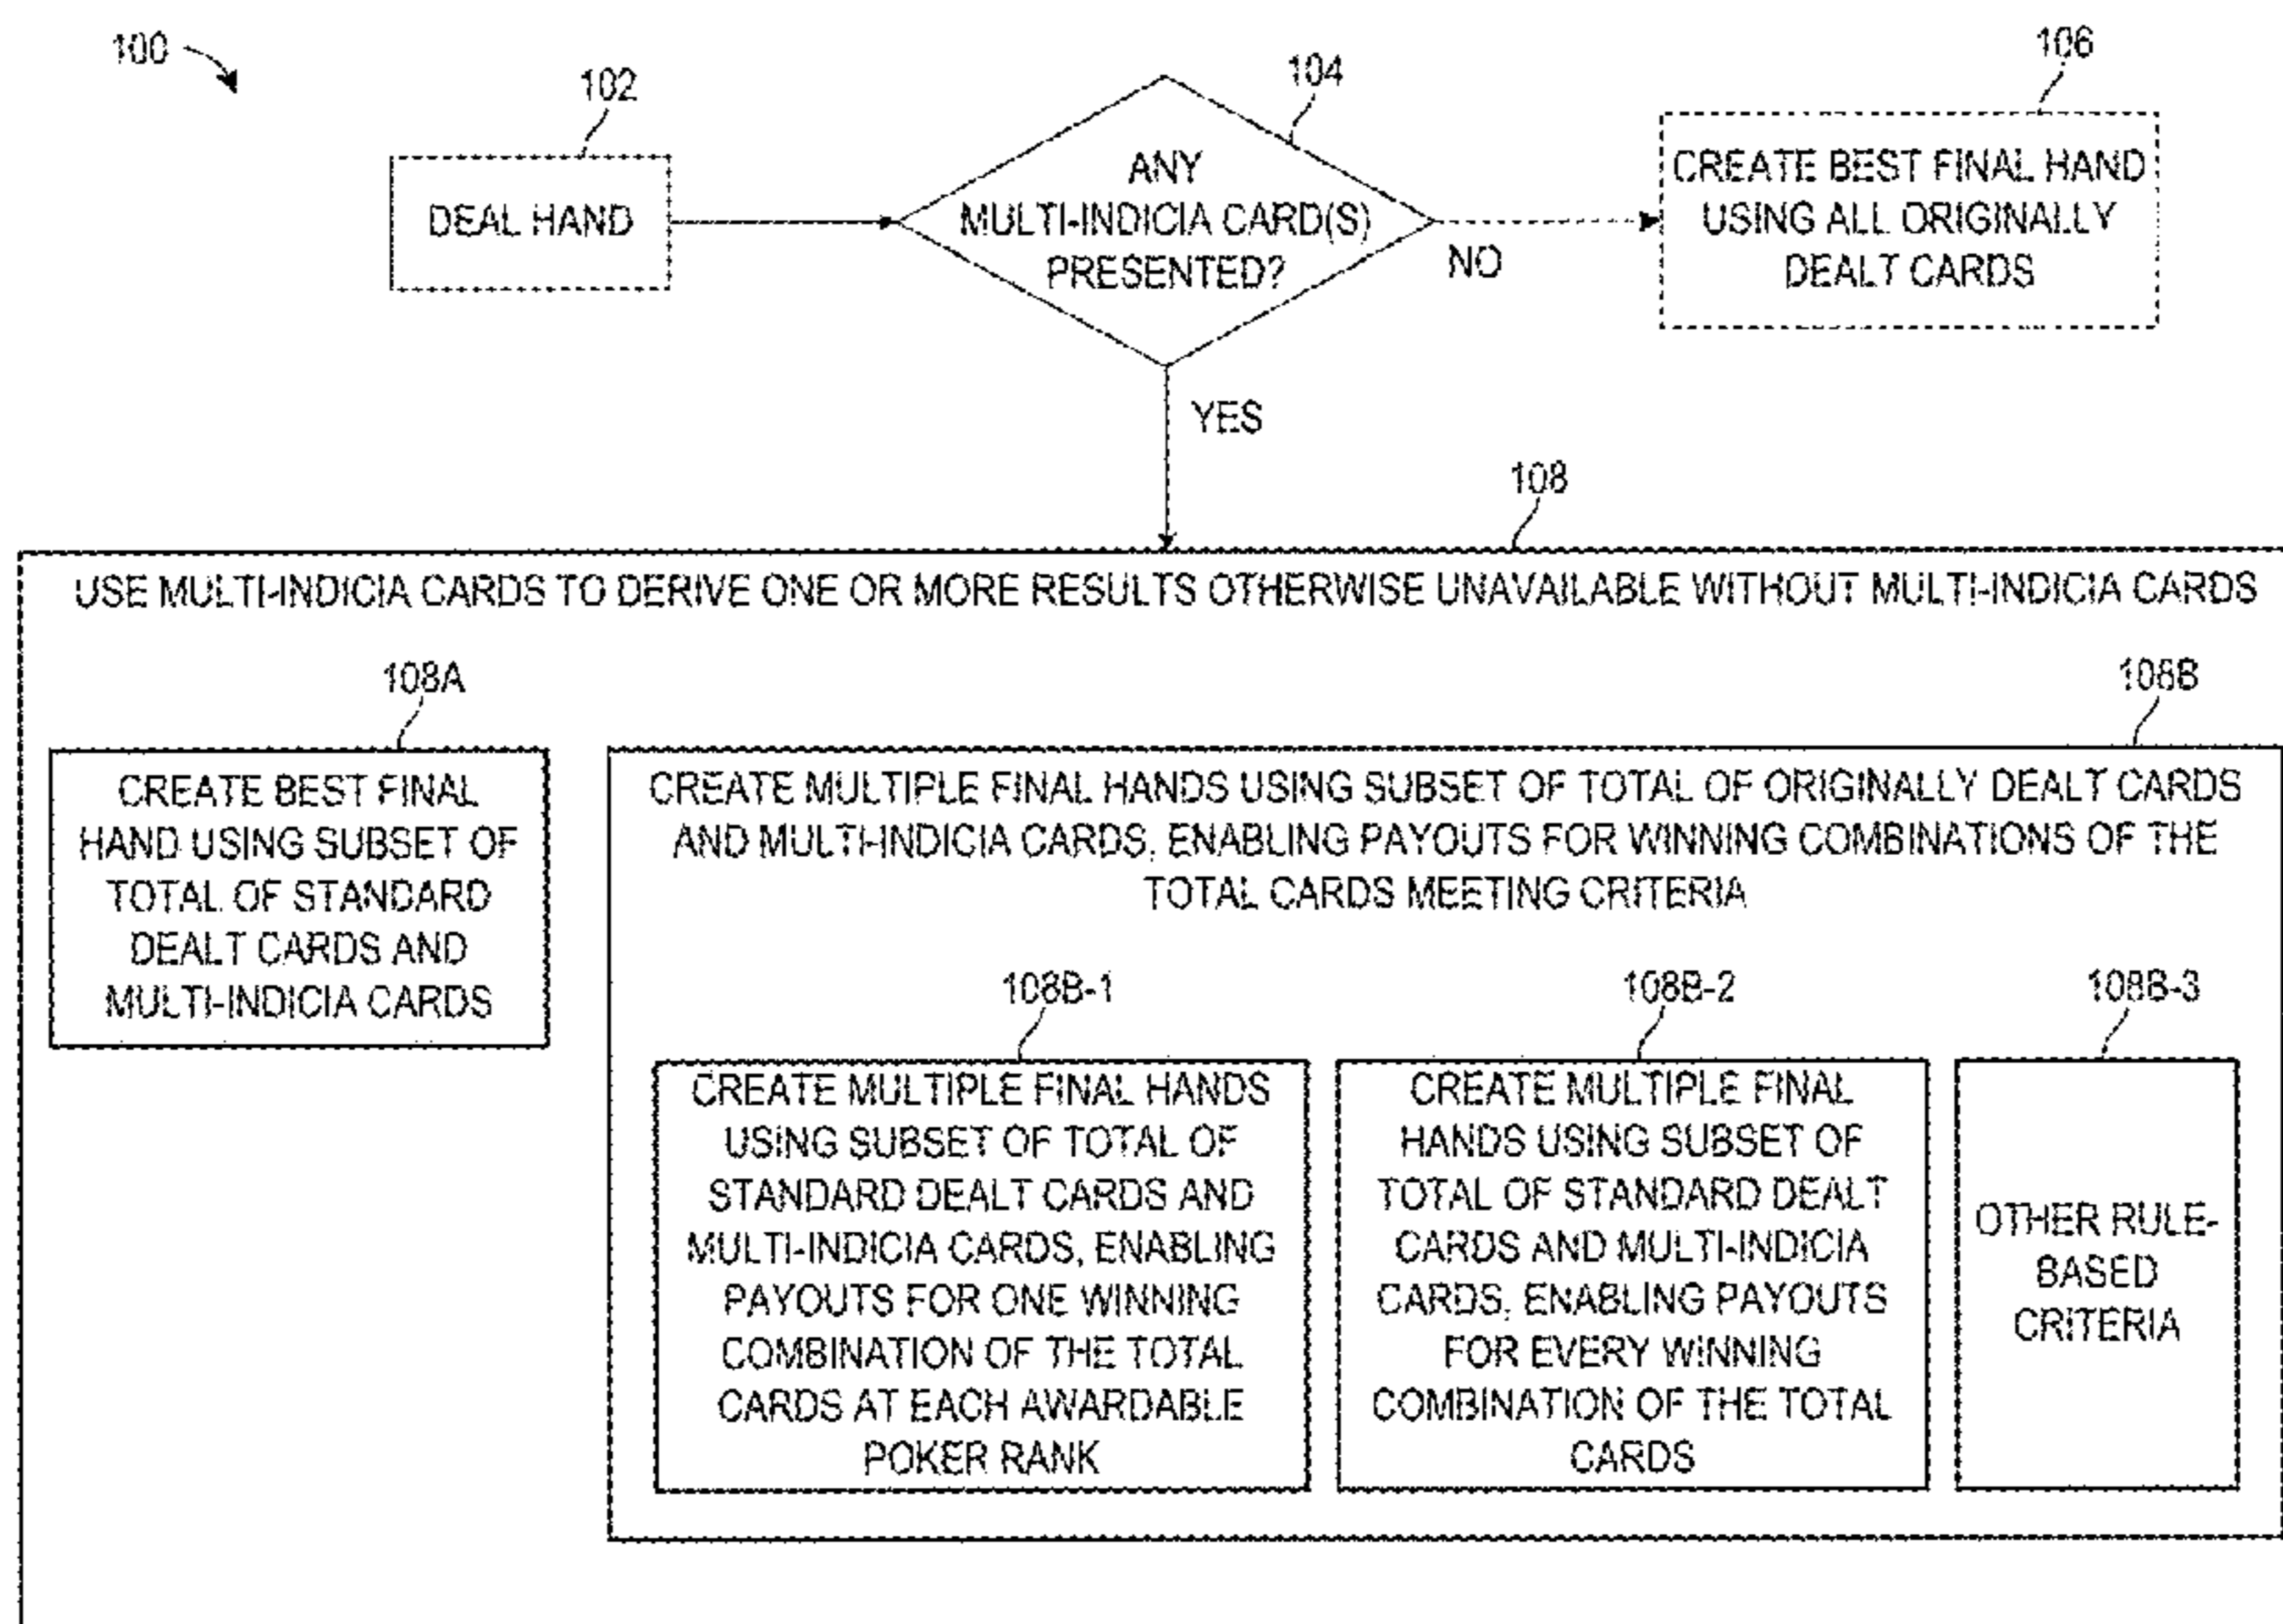 100
102
DEAL HAND
104
ANY
MULTI-INDICIA CARD(S)
PRESENTED?
NO
106
CREATE BEST FINAL HAND
USING ALL ORIGINALLY
DEALT CARDS
YES
108
USE MULTI-INDICIA CARDS TO DERIVE ONE OR MORE RESULTS OTHERWISE UNAVAILABLE WITHOUT MULTI-INDICIA CARDS
108A
CREATE BEST FINAL
HAND USING SUBSET OF
TOTAL OF STANDARD
DEALT CARDS AND
MULTI-INDICIA CARDS
108B
CREATE MULTIPLE FINAL HANDS USING SUBSET OF TOTAL OF ORIGINALLY DEALT CARDS
AND MULTI-INDICIA CARDS, ENABLING PAYOUTS FOR WINNING COMBINATIONS OF THE
TOTAL CARDS MEETING CRITERIA
108B-1
CREATE MULTIPLE FINAL HANDS
USING SUBSET OF TOTAL OF
STANDARD DEALT CARDS AND
MULTI-INDICIA CARDS, ENABLING
PAYOUTS FOR ONE WINNING
COMBINATION OF THE TOTAL
CARDS AT EACH AWARDABLE
POKER RANK
108B-2
CREATE MULTIPLE FINAL
HANDS USING SUBSET OF
TOTAL OF STANDARD DEALT
CARDS AND MULTI-INDICIA
CARDS, ENABLING PAYOUTS
FOR EVERY WINNING
COMBINATION OF THE TOTAL
CARDS
108B-3
OTHER RULE-
BASED
CRITERIA